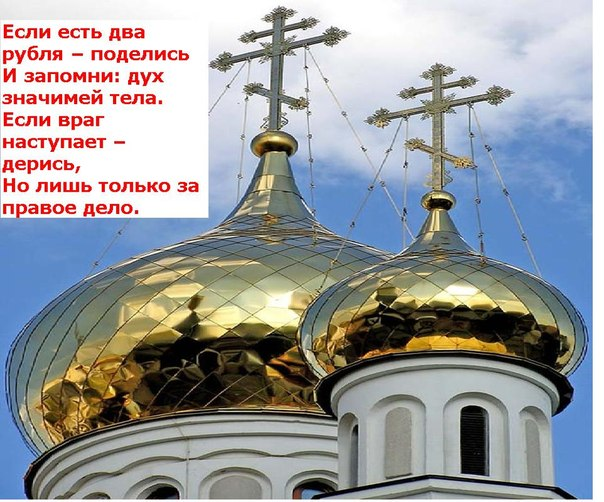 Если есть два
рубля – поделись
И запомни: дух
значимей тела.
Если враг
наступает –
дерись,
Но лишь только за
правое дело.